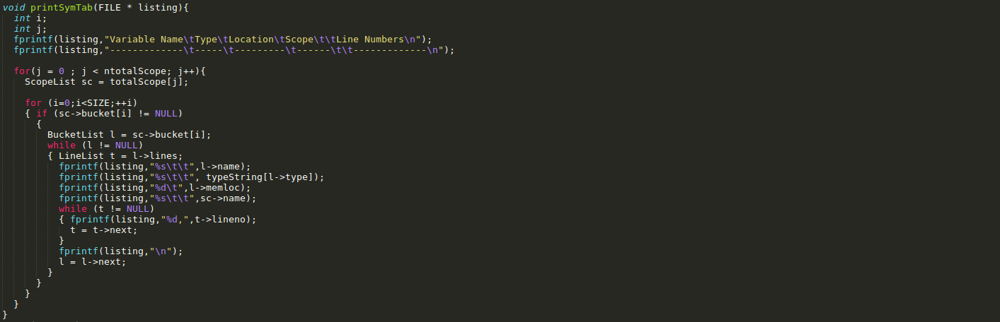 void printSymTab(FILE * listing){
  int i;
  int j;
  fprintf(listing,"Variable Name\tType\tLocation\tScope\t\tLine Numbers\n");
  fprintf(listing,"-------------\t-----\t---------\t------\t\t-------------\n");

  for(j = 0 ; j < ntotalScope; j++){
    ScopeList sc = totalScope[j];

    for (i=0;i<SIZE;++i)
    { if (sc->bucket[i] != NULL)
      {
        BucketList l = sc->bucket[i];
        while (l != NULL)
        { LineList t = l->lines;
          fprintf(listing,"%s\t\t",l->name);
          fprintf(listing,"%s\t\t", typeString[l->type]);
          fprintf(listing,"%d\t",l->memloc);
          fprintf(listing,"%s\t\t",sc->name);
          while (t != NULL)
          { fprintf(listing,"%d,",t->lineno);
            t = t->next;
          }
          fprintf(listing,"\n");
          l = l->next;
        }
      }
    }
  }
}